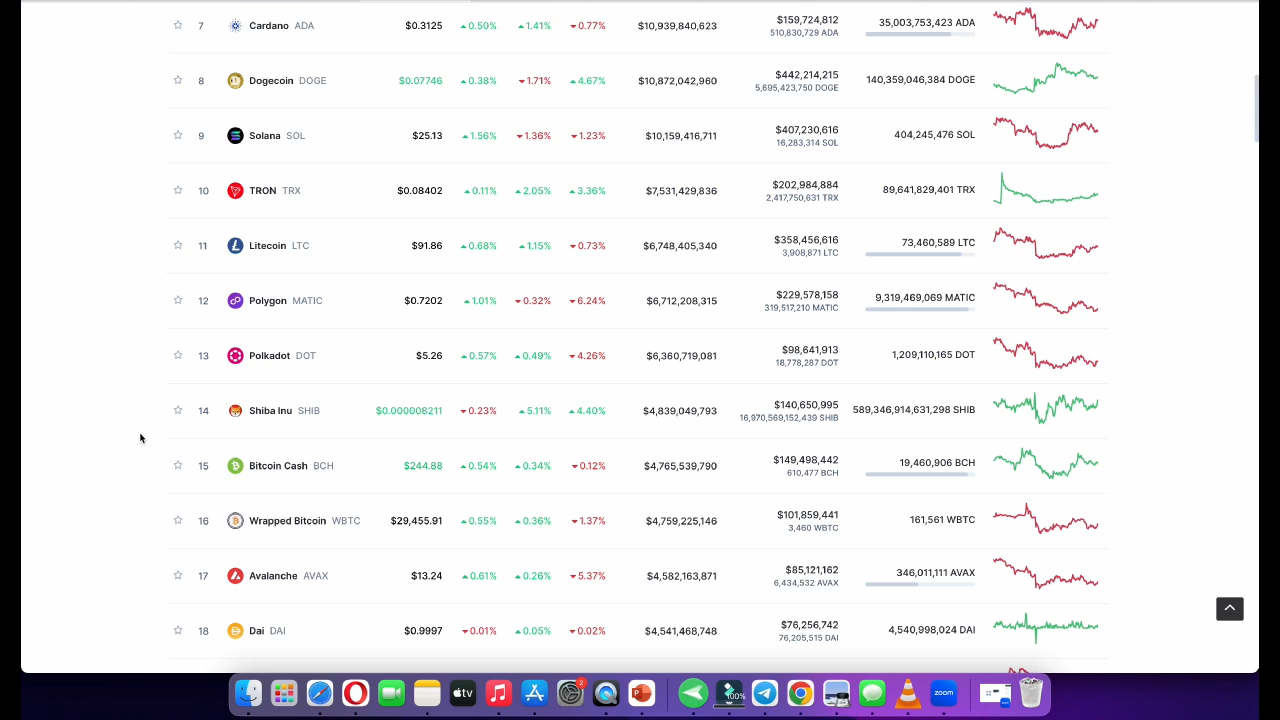 7 Cardano ADA $0.3125 0.50% 1.41% 0.77% $10,939,840,623 $159,724,812 35,003,753,423 ADA
510,830,729 ADA
8 Dogecoin DOGE $0.07746 0.38% 1.71% 4.67% $10,872,042,960 $442,214,215 140,359,046,384 DOGE
5,695,423,750 DOGE
9 Solana SOL $25.13 1.56% 1.36% 1.23% $10,159,416,711 $407,230,616 404,245,476 SOL
16,283,314 SOL
10 TRON TRX $0.08402 0.11% 2.05% 3.36% $7,531,429,836 $202,984,884 89,641,829,401 TRX
2,417,750,631 TRX
11 Litecoin LTC $91.86 0.68% 1.15% 0.73% $6,748,405,340 $358,456,616 73,460,589 LTC
3,908,871 LTC
12 Polygon MATIC $0.7202 1.01% 0.32% 6.24% $6,712,208,315 $229,578,158 9,319,469,069 MATIC
319,517,210 MATIC
13 Polkadot DOT $5.26 0.57% 0.49% 4.26% $6,360,719,081 $98,641,913 1,209,110,165 DOT
18,778,287 DOT
14 Shiba Inu SHIB $0.000008211 0.23% 5.11% 4.40% $4,839,049,793 $140,650,995 589,346,914,631,298 SHIB
16,970,569,152,439 SHIB
15 Bitcoin Cash BCH $244.88 0.54% 0.34% 0.12% $4,765,539,790 $149,498,442 19,460,906 BCH
610,477 BCH
16 Wrapped Bitcoin WBTC $29,455.91 0.55% 0.36% 1.37% $4,759,225,146 $101,859,441 161,561 WBTC
3,460 WBTC
17 Avalanche AVAX $13.24 0.61% 0.26% 5.37% $4,582,163,871 $85,121,162 346,011,111 AVAX
6,434,532 AVAX
18 Dai DAI $0.9997 0.01% 0.05% 0.02% $4,541,468,748 $76,256,742 4,540,998,024 DAI
76,205,515 DAI
tv 2 100% zoom